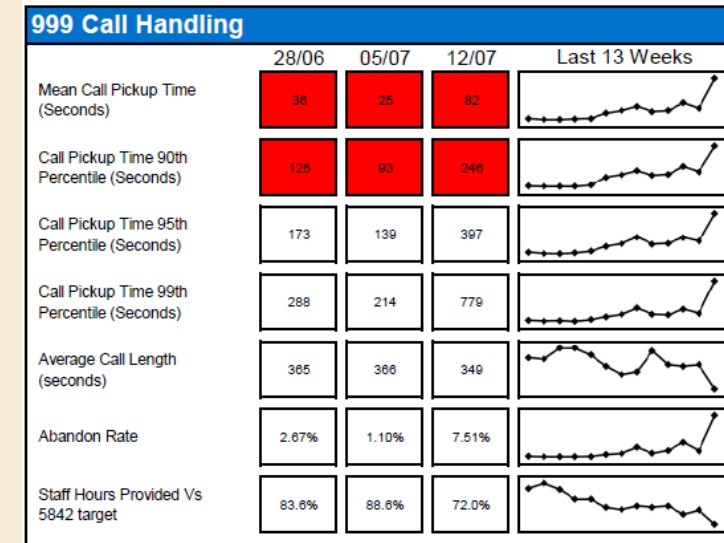 999 Call Handling
28/06 05/07 12/07 Last 13 Weeks
Mean Call Pickup Time
(Seconds)
36 25 82
Call Pickup Time 90th
Percentile (Seconds)
125 93 246
Call Pickup Time 95th
Percentile (Seconds)
173 139 397
Call Pickup Time 99th
Percentile (Seconds)
288 214 779
Average Call Length
(seconds)
365 366 349
Abandon Rate
2.67% 1.10% 7.51%
Staff Hours Provided Vs
5842 target
83.6% 88.6% 72.0%